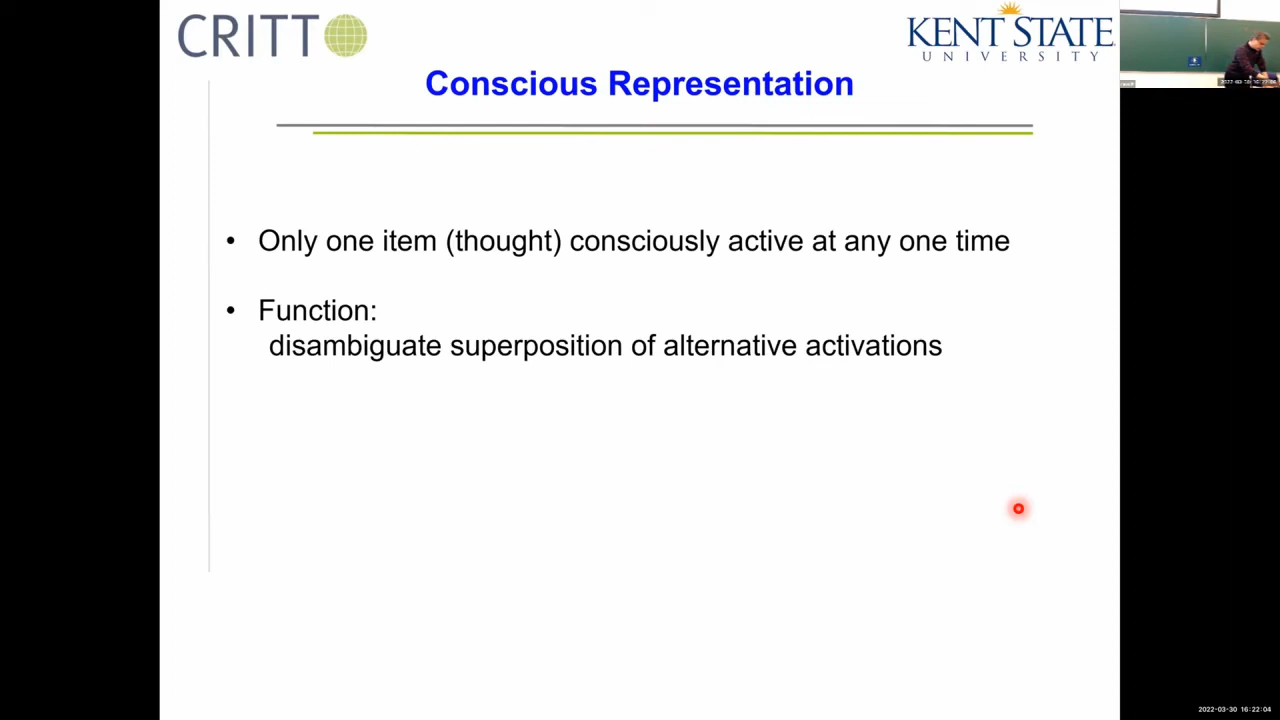 CRITT
KENT STATE
UNIVERSITY
Conscious Representation
• Only one item (thought) consciously active at any one time
• Function:
disambiguate superposition of alternative activations
2022-03-30 16:22:04